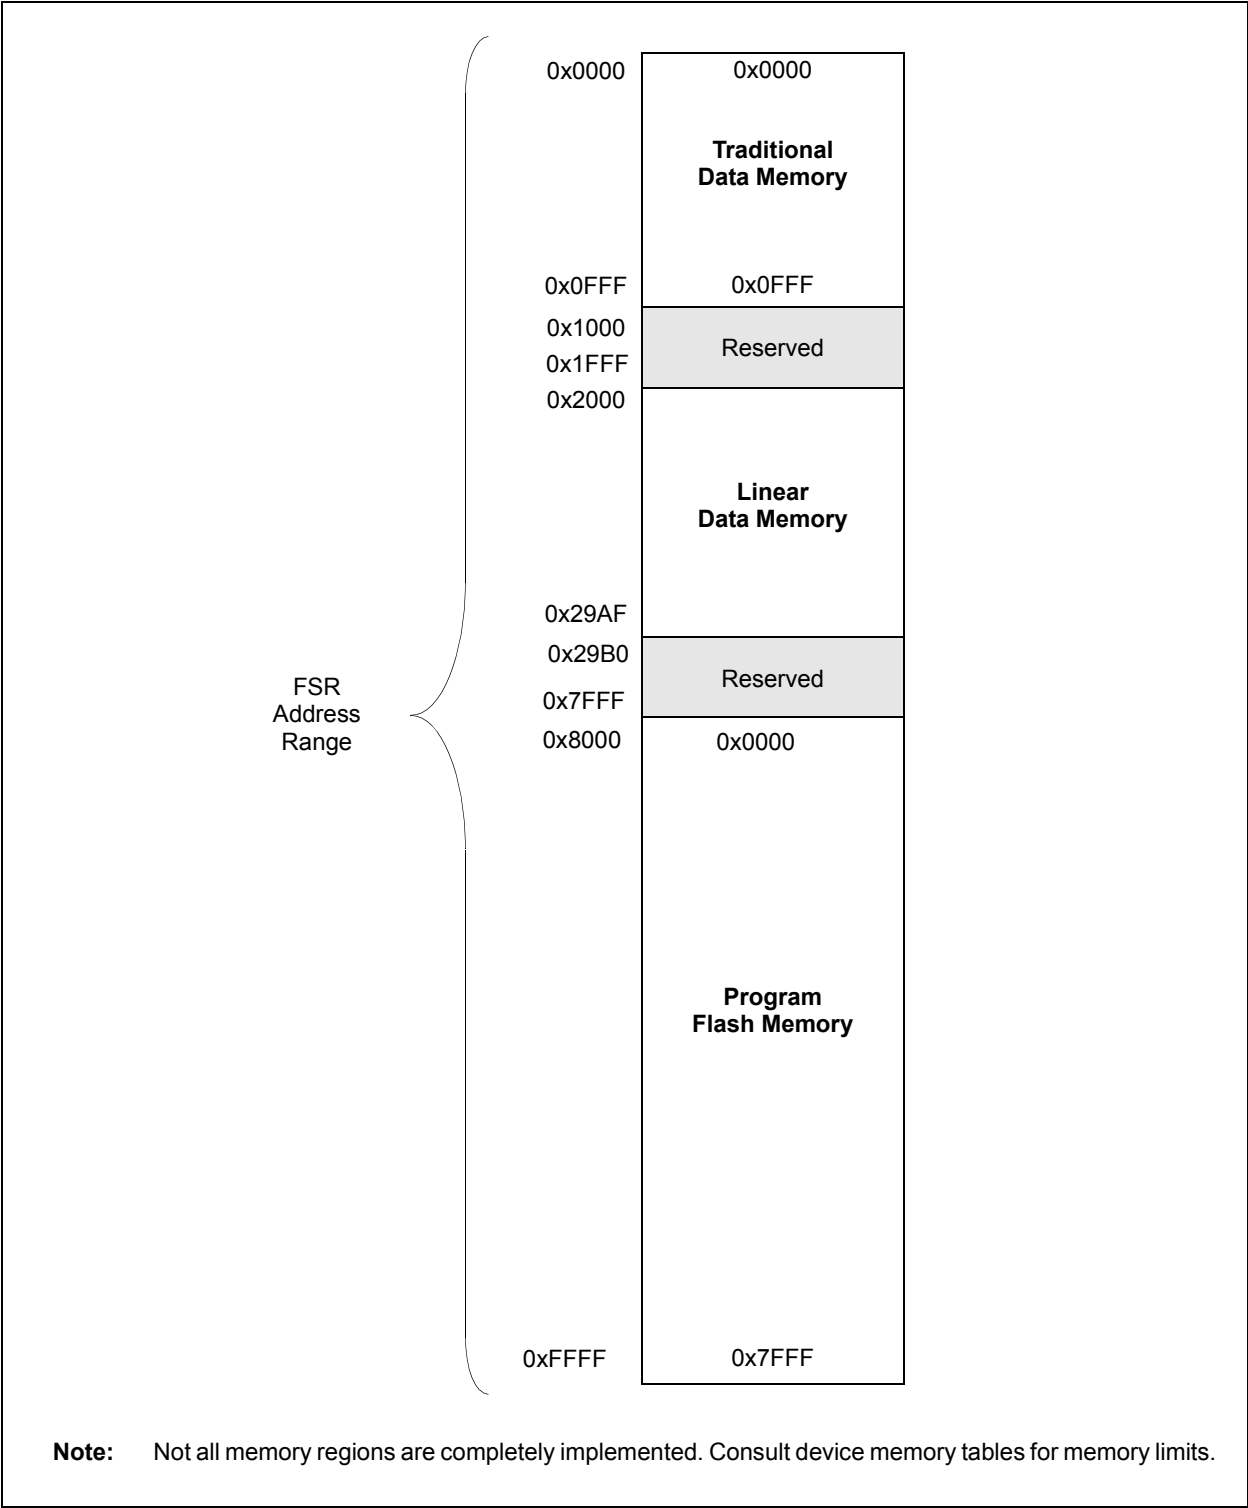 0x0000 0x0000
Traditional
Data Memory
0x0FFF 0x0FFF
0x1000
Reserved
0x1FFF
0x2000
Linear
Data Memory
0x29AF
0x29B0
Reserved
0x7FFF
FSR
Address
Range
0x8000 0x0000
Program
Flash Memory
0xFFFF 0x7FFF
Note: Not all memory regions are completely implemented. Consult device memory tables for memory limits.